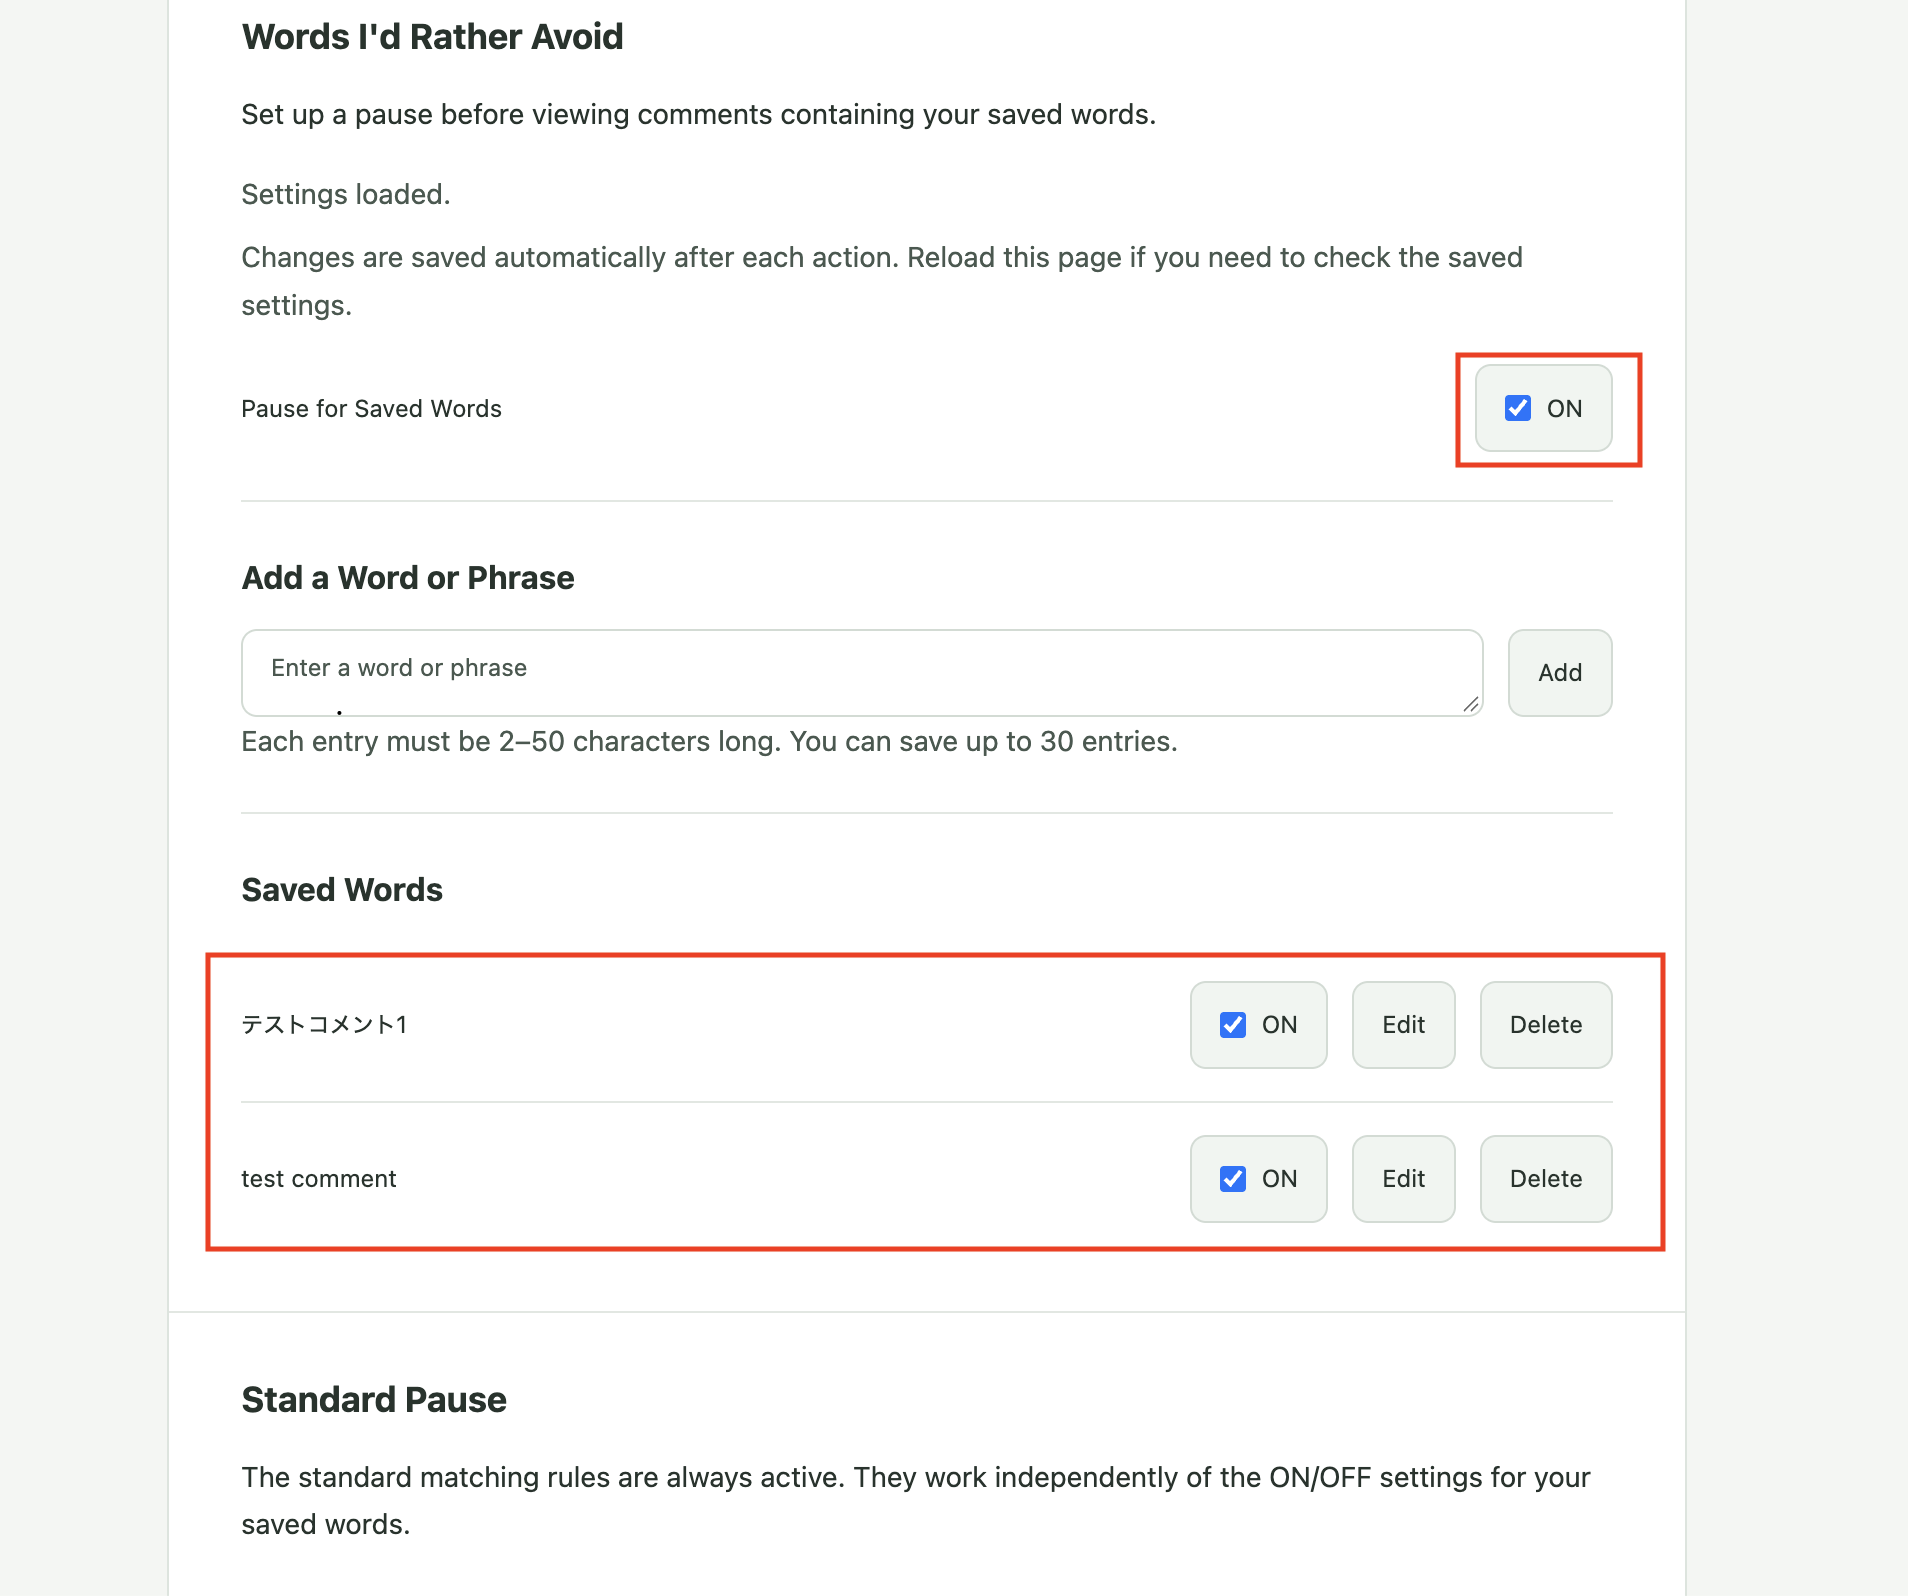 Words I'd Rather Avoid
Set up a pause before viewing comments containing your saved words.
Settings loaded.
Changes are saved automatically after each action. Reload this page if you need to check the saved
settings.
Pause for Saved Words
ON
Add a Word or Phrase
Enter a word or phrase
Add
Each entry must be 2–50 characters long. You can save up to 30 entries.
Saved Words
テストコメント1
ON
Edit
Delete
test comment
ON
Edit
Delete
Standard Pause
The standard matching rules are always active. They work independently of the ON/OFF settings for your
saved words.